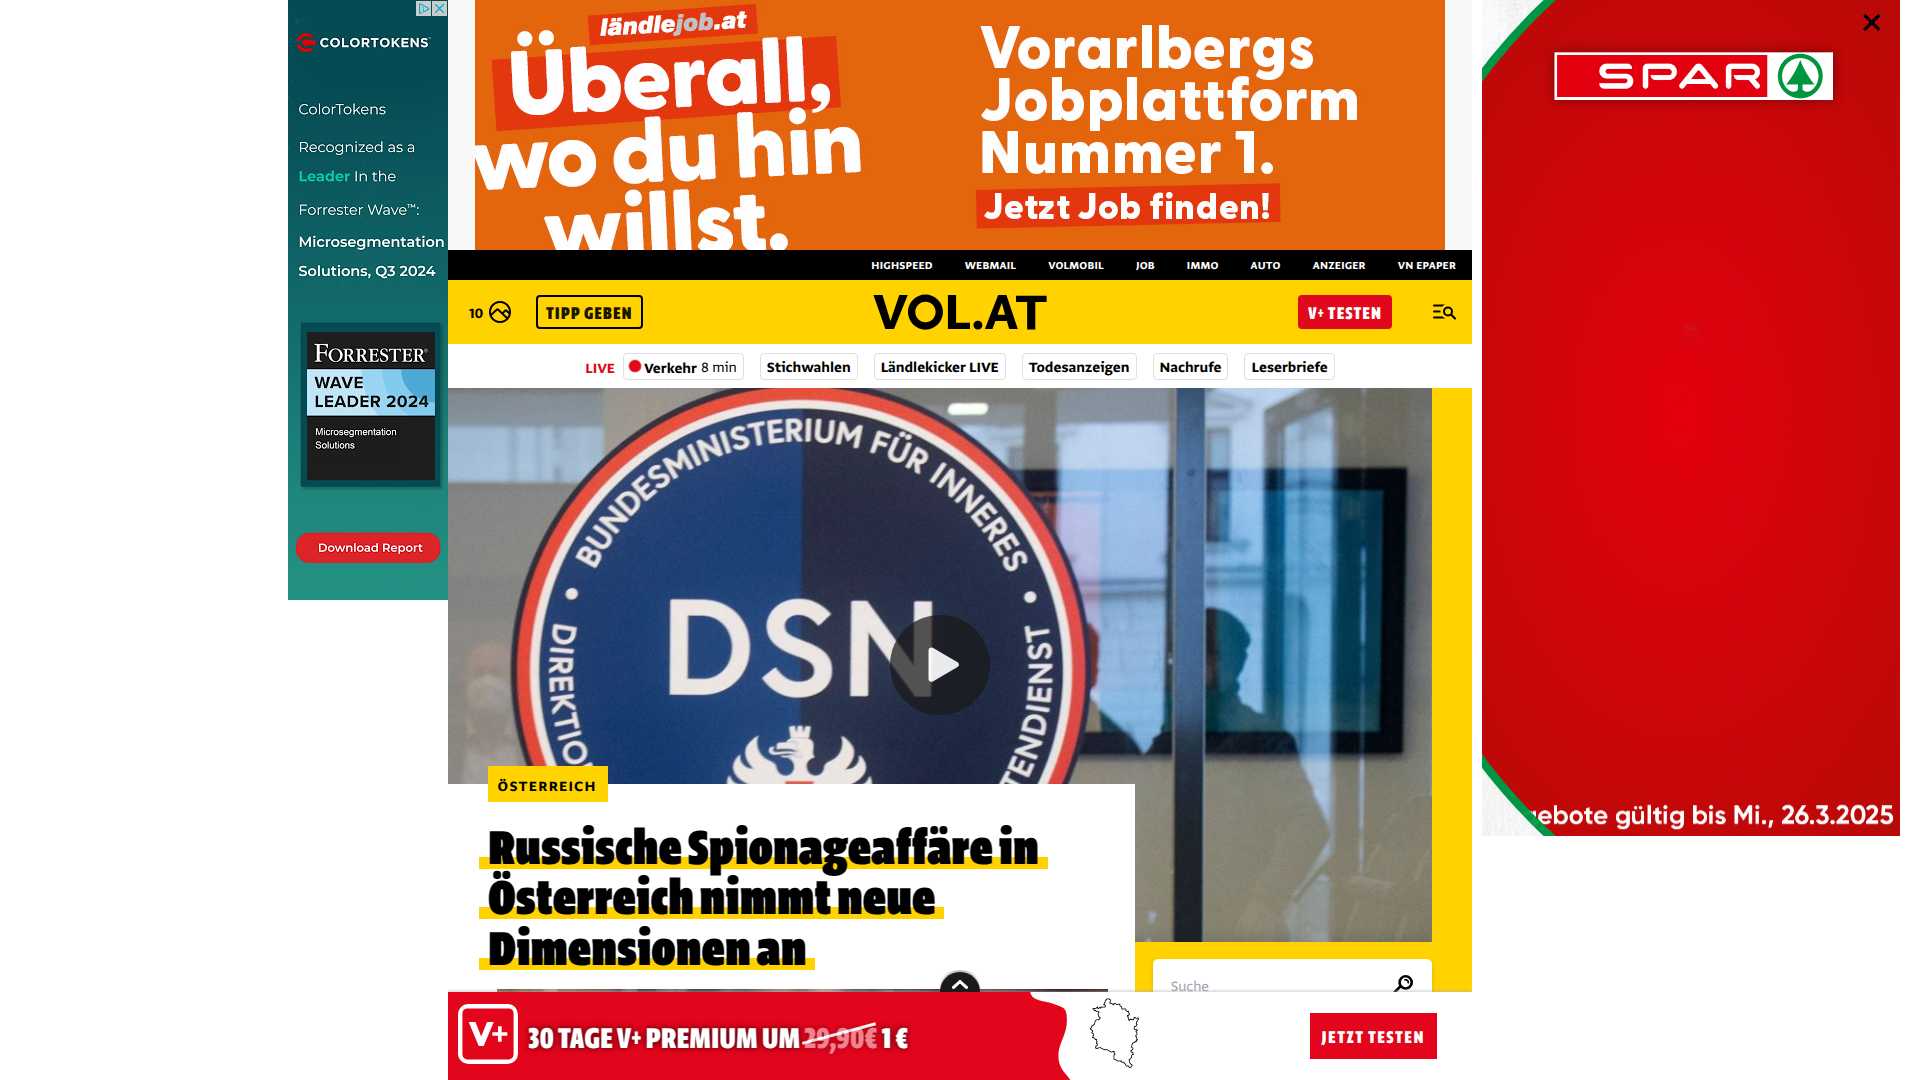 COLORTOKENS
ColorTokens
Recognized as a
Leader In the
Forrester Wave™:
Microsegmentation
Solutions, Q3 2024
FORRESTER®
WAVE
LEADER 2024
Microsegmentation
Solutions
Download Report
ländlejob.at
Überall,
wo du hin
willst.
Vorarlbergs
Jobplattform
Nummer 1.
Jetzt Job finden!
SPAR
HIGHSPEED WEBMAIL VOLMOBIL JOB IMMO AUTO ANZEIGER VN EPAPER
10 TIPP GEBEN VOL.AT V+ TESTEN
LIVE Verkehr 8 min Stichwahlen Ländlekicker LIVE Todesanzeigen Nachrufe Leserbriefe
• BUNDESMINISTERIUM FÜR INNERES •
DIREKTIO
TENDIENST
DSN
ÖSTERREICH
Russische Spionageaffäre in
Österreich nimmt neue
Dimensionen an
Suche
ebote gültig bis Mi., 26.3.2025
V+ 30 TAGE V+ PREMIUM UM 29,90€ 1 €
JETZT TESTEN